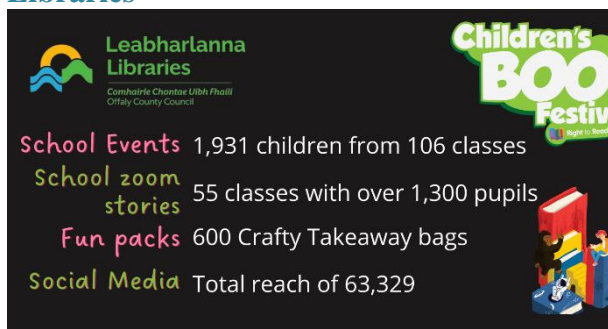 Libraries
Leabharlanna
Libraries
Comhairle Chontae Uíbh Fhailí
Offaly County Council
Children's
BOO
Festiv
Right to Read
School Events 1,931 children from 106 classes
School zoom
stories 55 classes with over 1,300 pupils
Fun packs 600 Crafty Takeaway bags
Social Media Total reach of 63,329